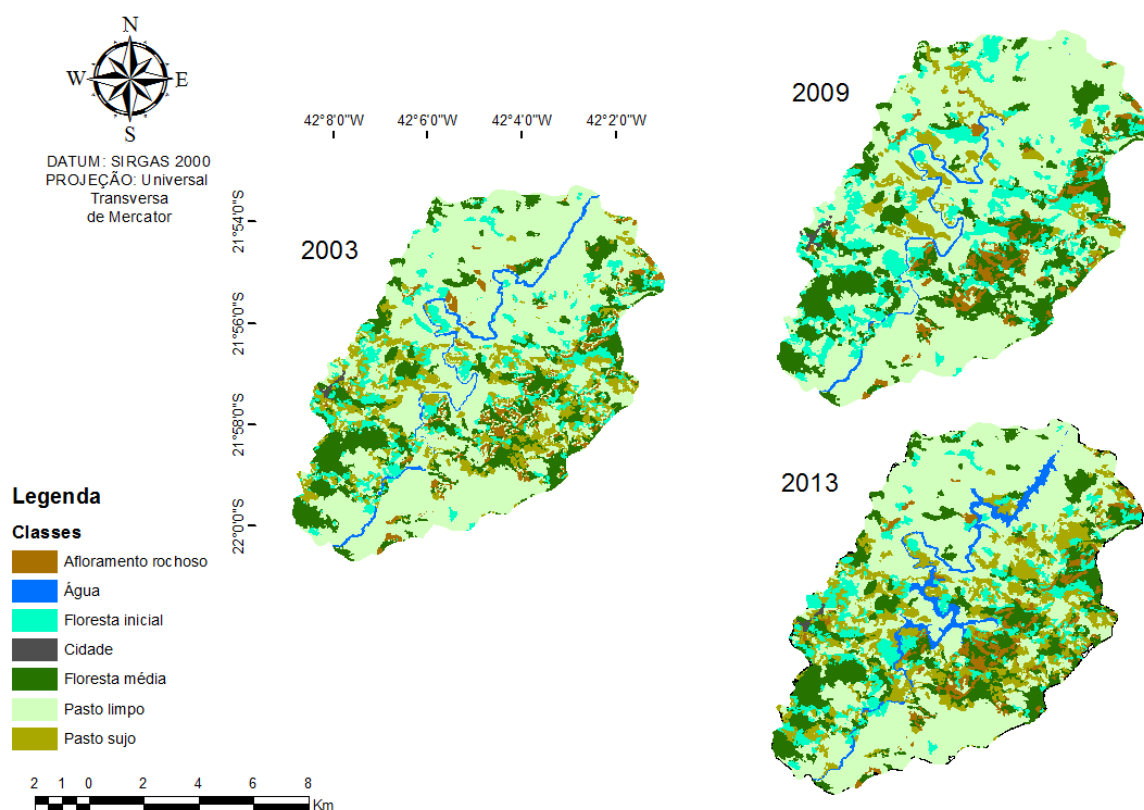 N
W E
S
DATUM: SIRGAS 2000
PROJEÇÃO: Universal
Transversa
de Mercator
42°8'0"W 42°6'0"W 42°4'0"W 42°2'0"W
21°54'0"S
21°56'0"S
21°58'0"S
22°0'0"S
2003
2009
2013
Legenda
Classes
Afloramento rochoso
Água
Floresta inicial
Cidade
Floresta média
Pasto limpo
Pasto sujo
2 1 0 2 4 6 8
Km